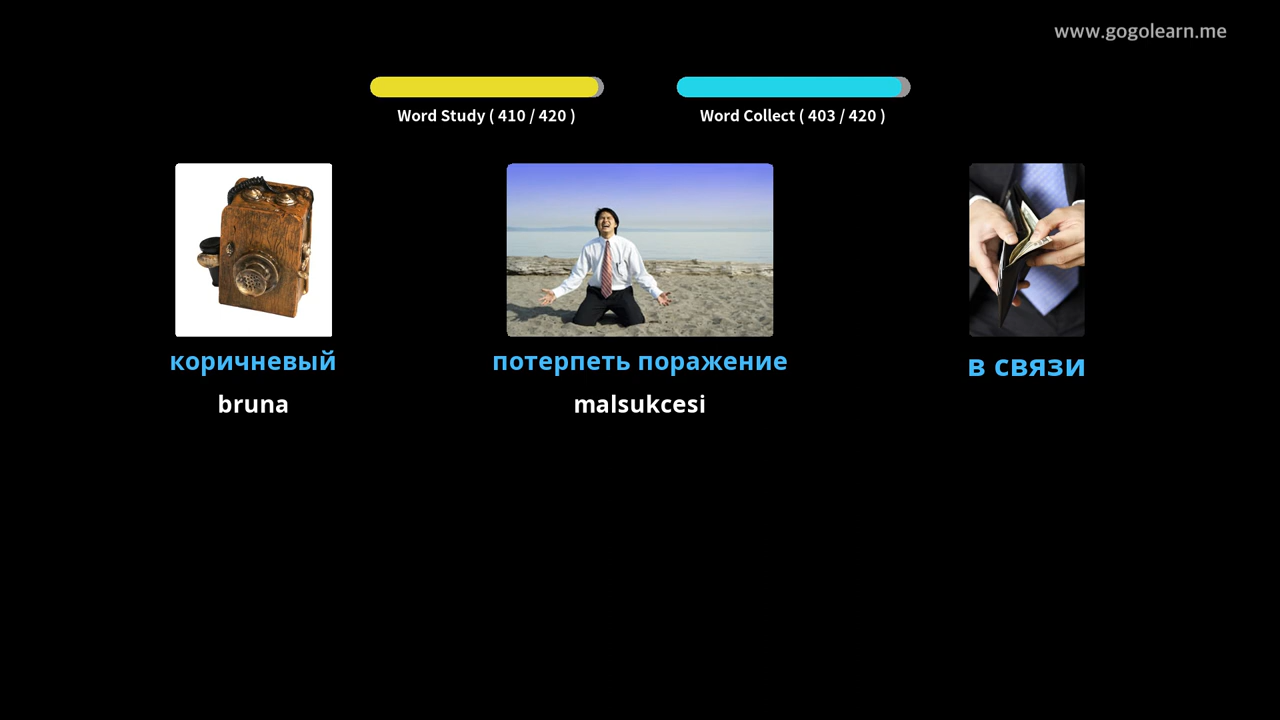 www.gogolearn.me
Word Study ( 410 / 420 )
Word Collect ( 403 / 420 )
коричневый
потерпеть поражение
в связи
bruna
malsukcesi